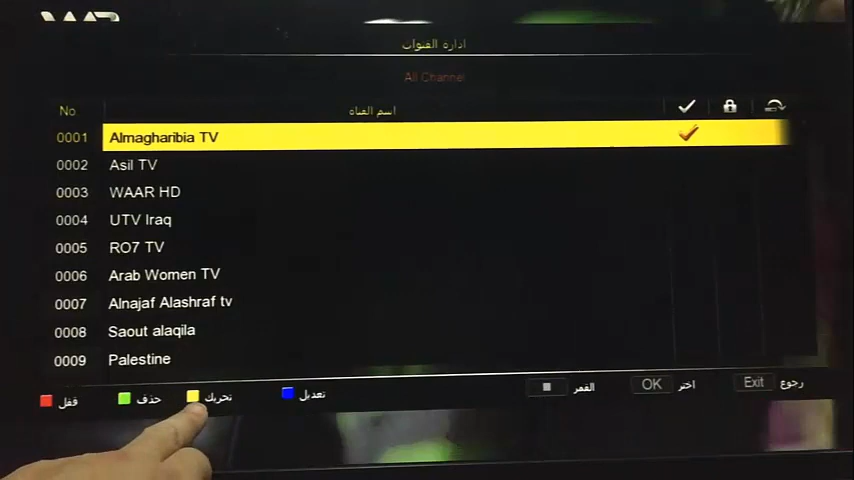 ادارة القنوات
All Channel
No اسم القناه
0001 Almagharibia TV
0002 Asil TV
0003 WAAR HD
0004 UTV Iraq
0005 RO7 TV
0006 Arab Women TV
0007 Alnajaf Alashraf tv
0008 Saout alaqila
0009 Palestine
قفل حذف تحريك تعديل القمر OK اختر Exit رجوع